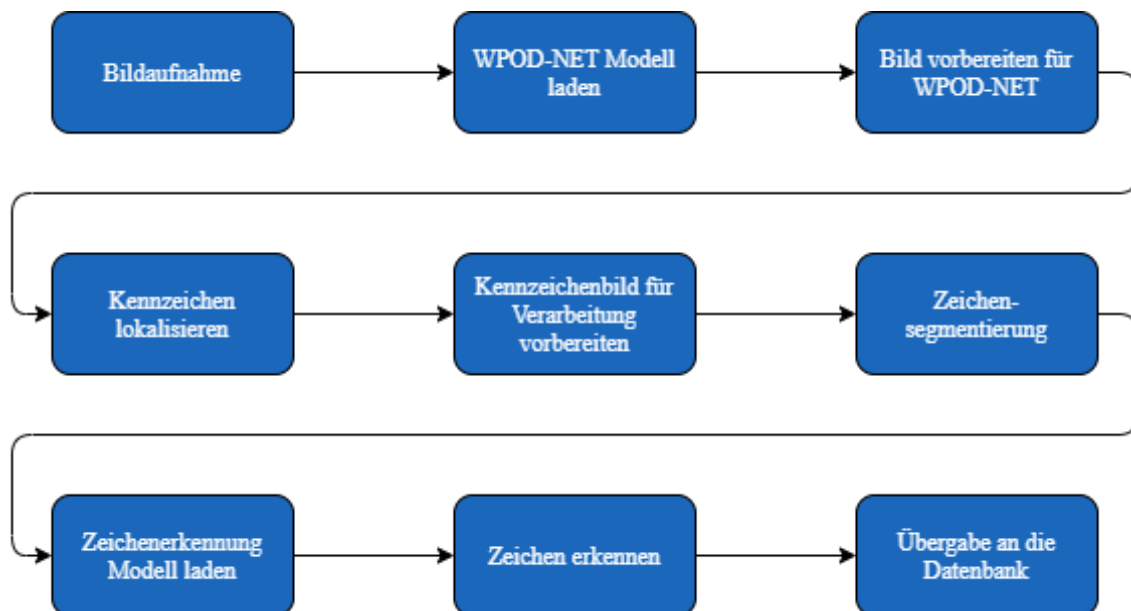 Bildaufnahme
WPOD-NET Modell
laden
Bild vorbereiten für
WPOD-NET
Kennzeichen
lokalisieren
Kennzeichenbild für
Verarbeitung
vorbereiten
Zeichen-
segmentierung
Zeichenerkennung
Modell laden
Zeichen erkennen
Übergabe an die
Datenbank